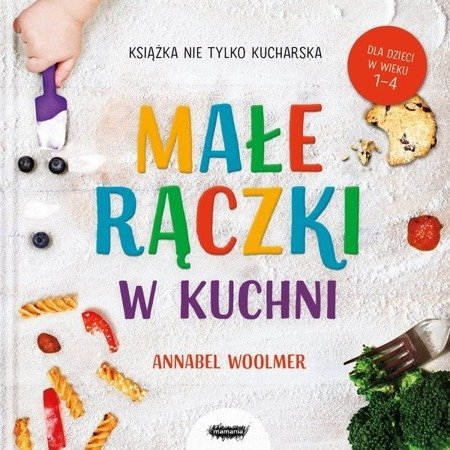 KSIĄŻKA NIE TYLKO KUCHARSKA
DLA DZIECI
W WIEKU
1–4
MAŁE
RĄCZKI
W KUCHNI
ANNABEL WOOLMER
mamania